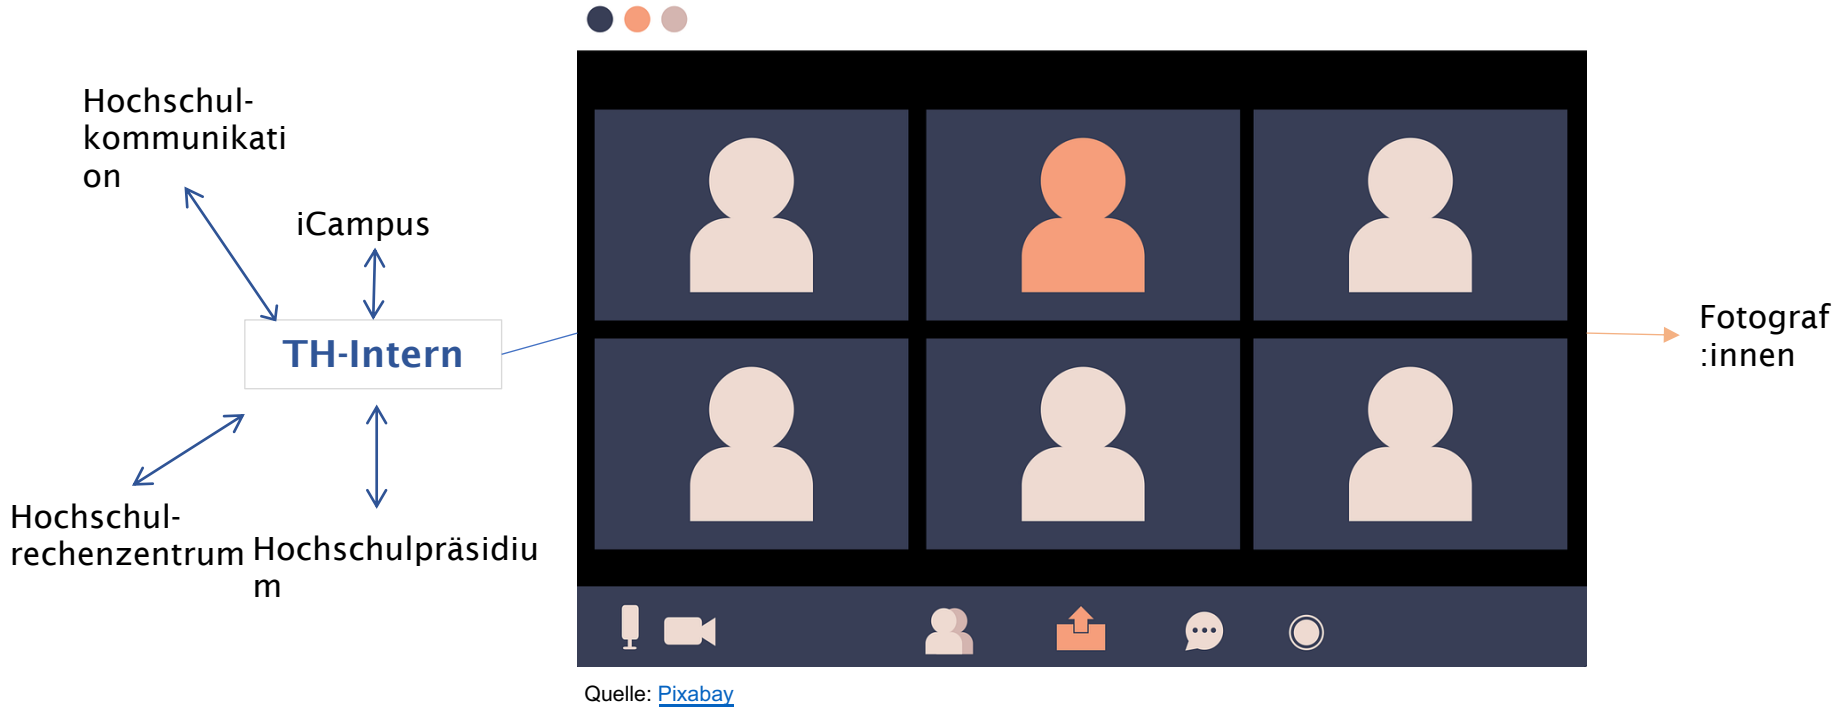 Hochschul-
kommunikati
on
iCampus
TH-Intern
Hochschul-
rechenzentrum
Hochschulpräsidiu
m
Fotograf
:innen
Quelle: Pixabay